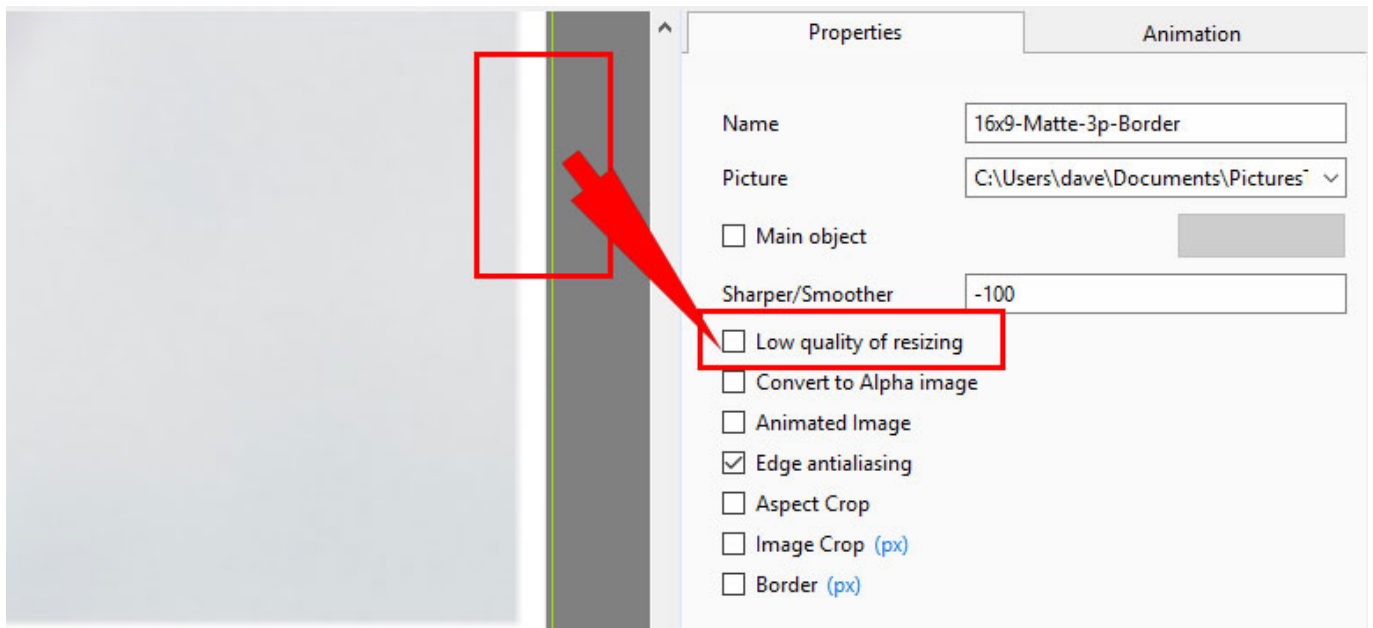 Properties
Animation
Name
16x9-Matte-3p-Border
Picture
C:\Users\dave\Documents\Pictures
Main object
Sharper/Smoother
-100
Low quality of resizing
Convert to Alpha image
Animated Image
Edge antialiasing
Aspect Crop
Image Crop (px)
Border (px)